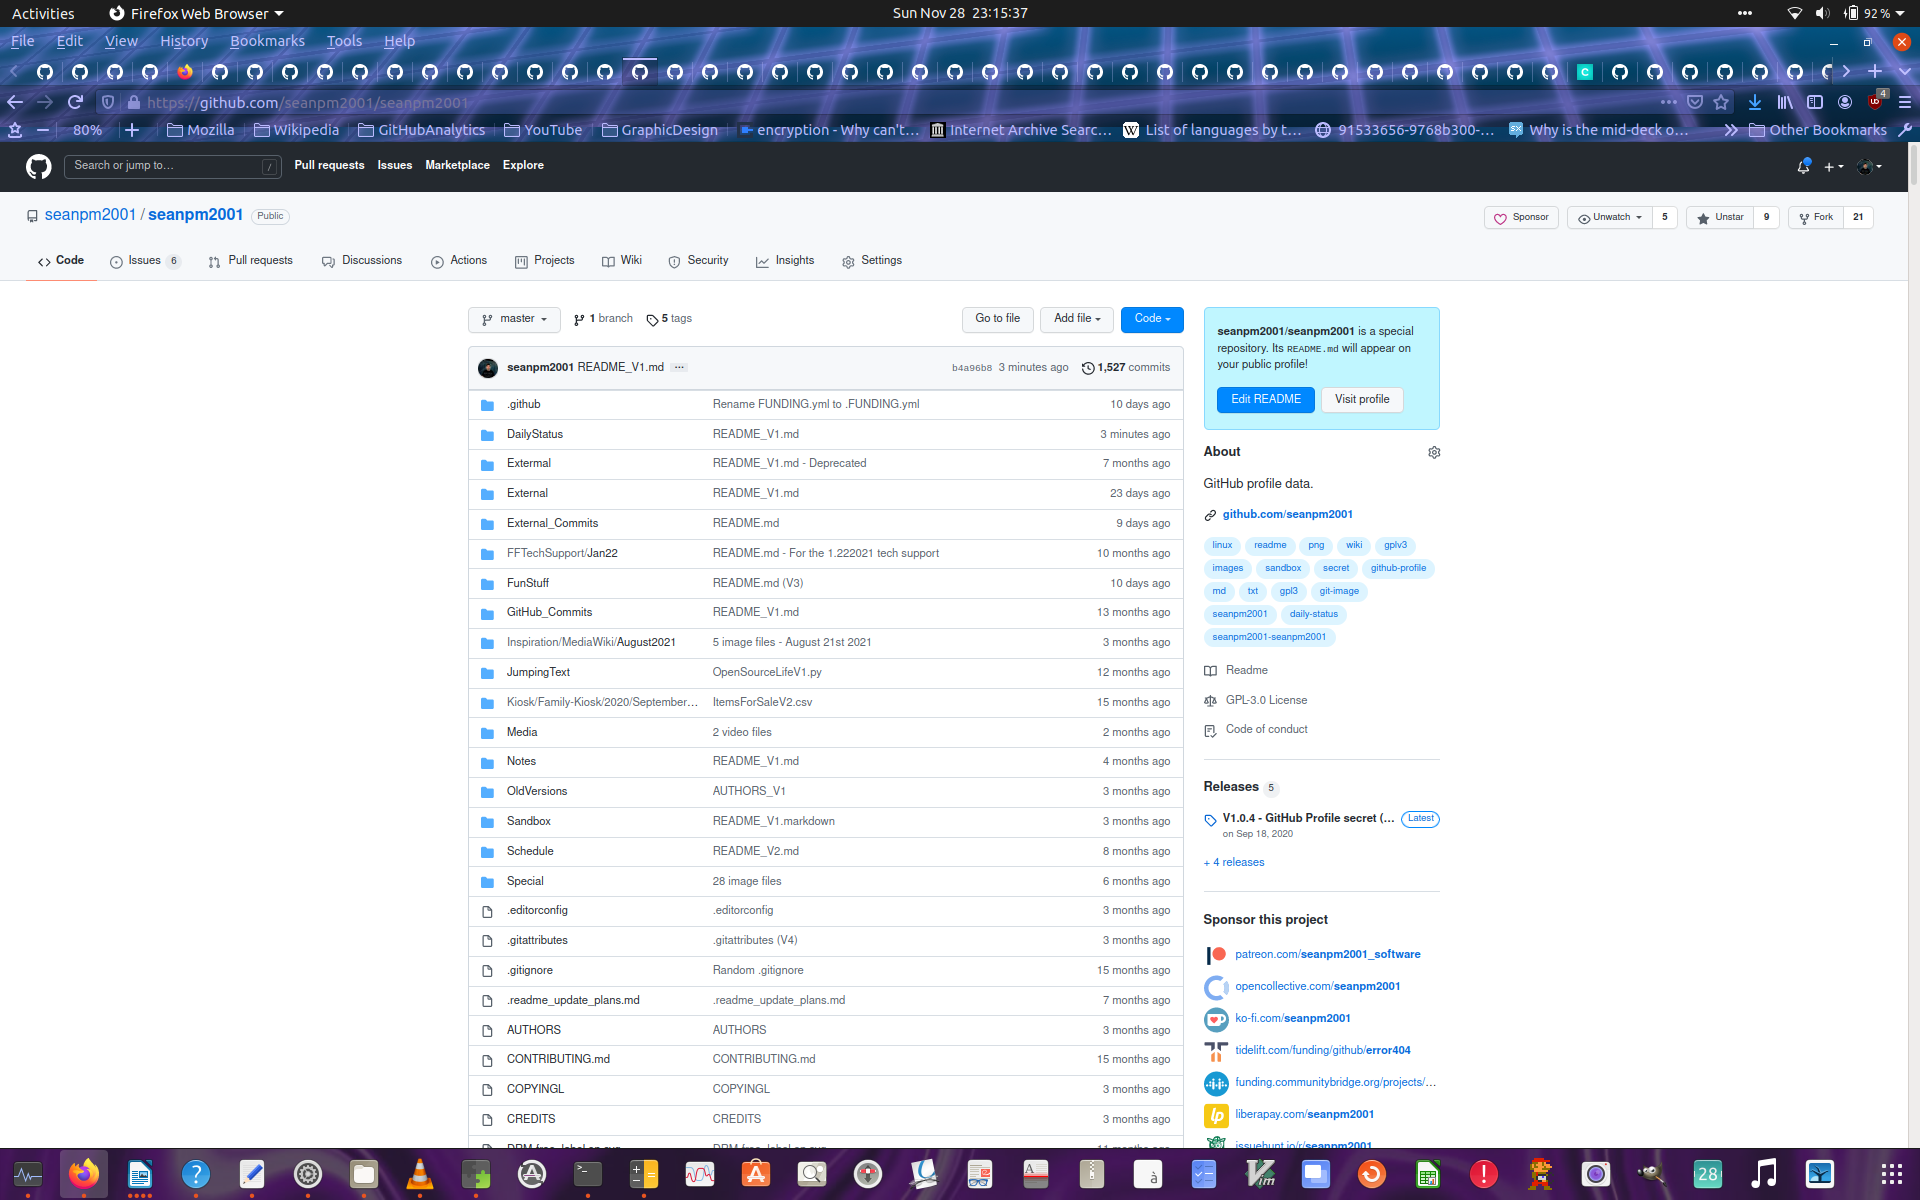 Activities Firefox Web Browser Sun Nov 28 23:15:37 92 %
File Edit View History Bookmarks Tools Help
https://github.com/seanpm2001/seanpm2001 4
80% Mozilla Wikipedia GitHubAnalytics YouTube GraphicDesign encryption - Why can't... Internet Archive Searc... List of languages by t... 91533656-9768b300-... Why is the mid-deck o... Other Bookmarks
Search or jump to... / Pull requests Issues Marketplace Explore
seanpm2001 / seanpm2001 Public Sponsor Unwatch 5 Unstar 9 Fork 21
Code Issues 6 Pull requests Discussions Actions Projects Wiki Security Insights Settings
master 1 branch 5 tags Go to file Add file Code
seanpm2001 README_V1.md ... b4a96b8 3 minutes ago 1,527 commits
.github Rename FUNDING.yml to .FUNDING.yml 10 days ago
DailyStatus README_V1.md 3 minutes ago
Extermal README_V1.md - Deprecated 7 months ago
External README_V1.md 23 days ago
External_Commits README.md 9 days ago
FFTechSupport/Jan22 README.md - For the 1.222021 tech support 10 months ago
FunStuff README.md (V3) 10 days ago
GitHub_Commits README_V1.md 13 months ago
Inspiration/MediaWiki/August2021 5 image files - August 21st 2021 3 months ago
JumpingText OpenSourceLifeV1.py 12 months ago
Kiosk/Family-Kiosk/2020/September... ItemsForSaleV2.csv 15 months ago
Media 2 video files 2 months ago
Notes README_V1.md 4 months ago
OldVersions AUTHORS_V1 3 months ago
Sandbox README_V1.markdown 3 months ago
Schedule README_V2.md 8 months ago
Special 28 image files 6 months ago
.editorconfig .editorconfig 3 months ago
.gitattributes .gitattributes (V4) 3 months ago
.gitignore Random .gitignore 15 months ago
.readme_update_plans.md .readme_update_plans.md 7 months ago
AUTHORS AUTHORS 3 months ago
CONTRIBUTING.md CONTRIBUTING.md 15 months ago
COPYINGL COPYINGL 3 months ago
CREDITS CREDITS 3 months ago
seanpm2001/seanpm2001 is a special
repository. Its README.md will appear on
your public profile!
Edit README Visit profile
About
GitHub profile data.
github.com/seanpm2001
linux readme png wiki gplv3
images sandbox secret github-profile
md txt gpl3 git-image
seanpm2001 daily-status
seanpm2001-seanpm2001
Readme
GPL-3.0 License
Code of conduct
Releases 5
V1.0.4 - GitHub Profile secret (... Latest
on Sep 18, 2020
+ 4 releases
Sponsor this project
patreon.com/seanpm2001_software
opencollective.com/seanpm2001
ko-fi.com/seanpm2001
tidelift.com/funding/github/error404
funding.communitybridge.org/projects/...
liberapay.com/seanpm2001
issuehunt.io/r/seanpm2001
28